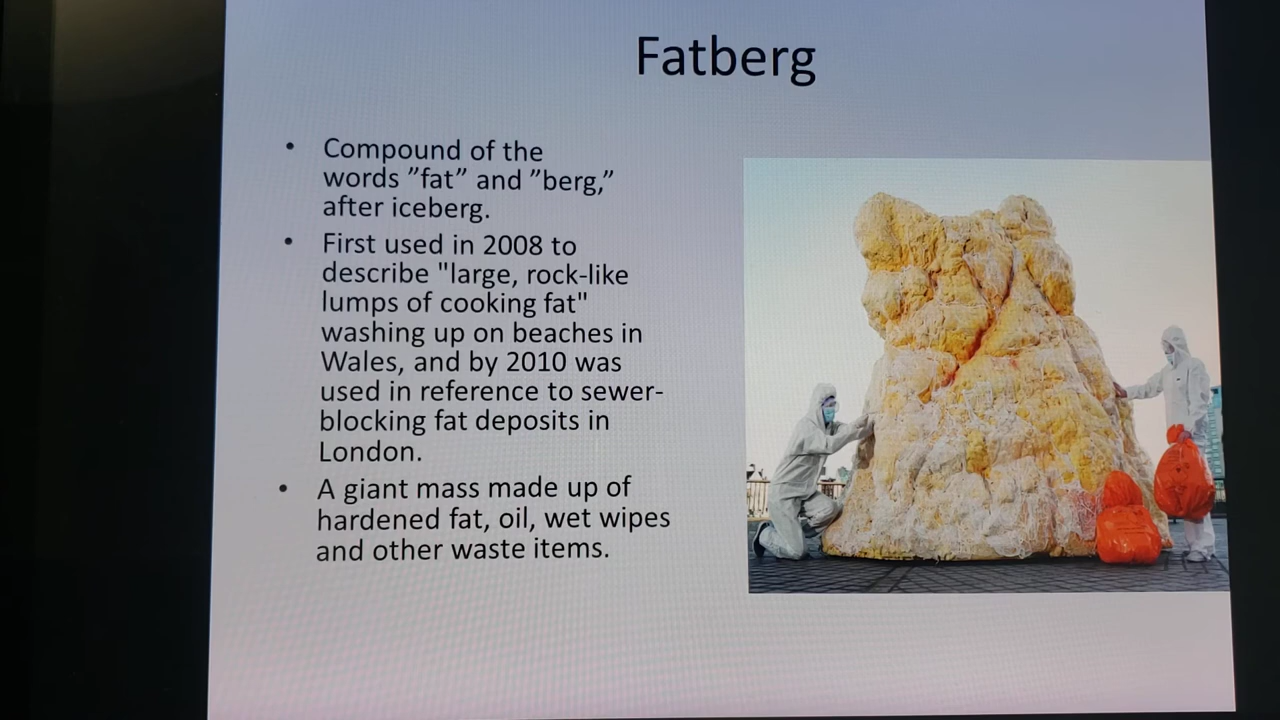 Fatberg
• Compound of the
words ”fat” and ”berg,”
after iceberg.
• First used in 2008 to
describe "large, rock-like
lumps of cooking fat"
washing up on beaches in
Wales, and by 2010 was
used in reference to sewer-
blocking fat deposits in
London.
• A giant mass made up of
hardened fat, oil, wet wipes
and other waste items.